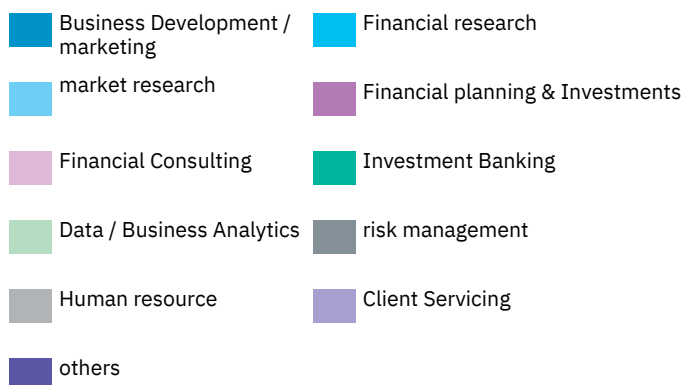 Business Development /
marketing
Financial research
market research
Financial planning & Investments
Financial Consulting
Investment Banking
Data / Business Analytics
risk management
Human resource
Client Servicing
others